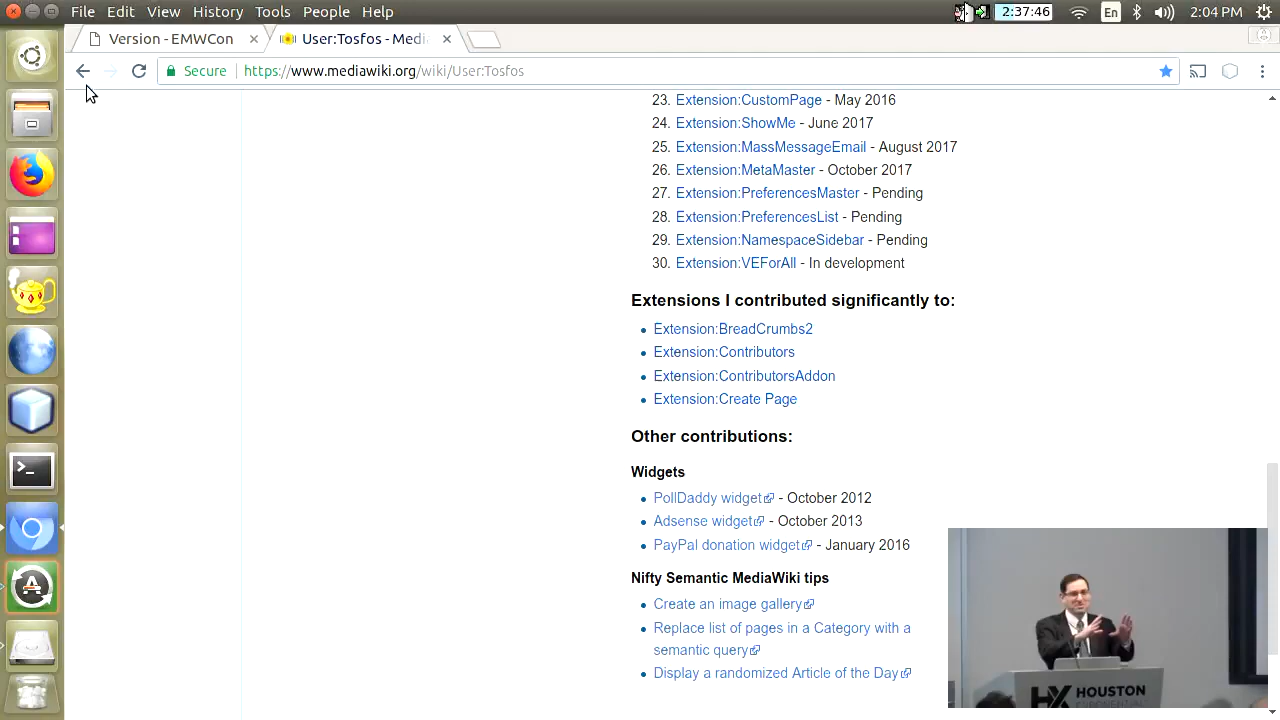 File Edit View History Tools People Help
2:37:46 En 2:04 PM
Version - EMWCon
User:Tosfos - Medi
Secure https://www.mediawiki.org/wiki/User:Tosfos
23. Extension:CustomPage - May 2016
24. Extension:ShowMe - June 2017
25. Extension:MassMessageEmail - August 2017
26. Extension:MetaMaster - October 2017
27. Extension:PreferencesMaster - Pending
28. Extension:PreferencesList - Pending
29. Extension:NamespaceSidebar - Pending
30. Extension:VEForAll - In development
Extensions I contributed significantly to:
Extension:BreadCrumbs2
Extension:Contributors
Extension:ContributorsAddon
Extension:Create Page
Other contributions:
Widgets
PollDaddy widget - October 2012
Adsense widget - October 2013
PayPal donation widget - January 2016
Nifty Semantic MediaWiki tips
Create an image gallery
Replace list of pages in a Category with a
semantic query
Display a randomized Article of the Day
HX HOUSTON